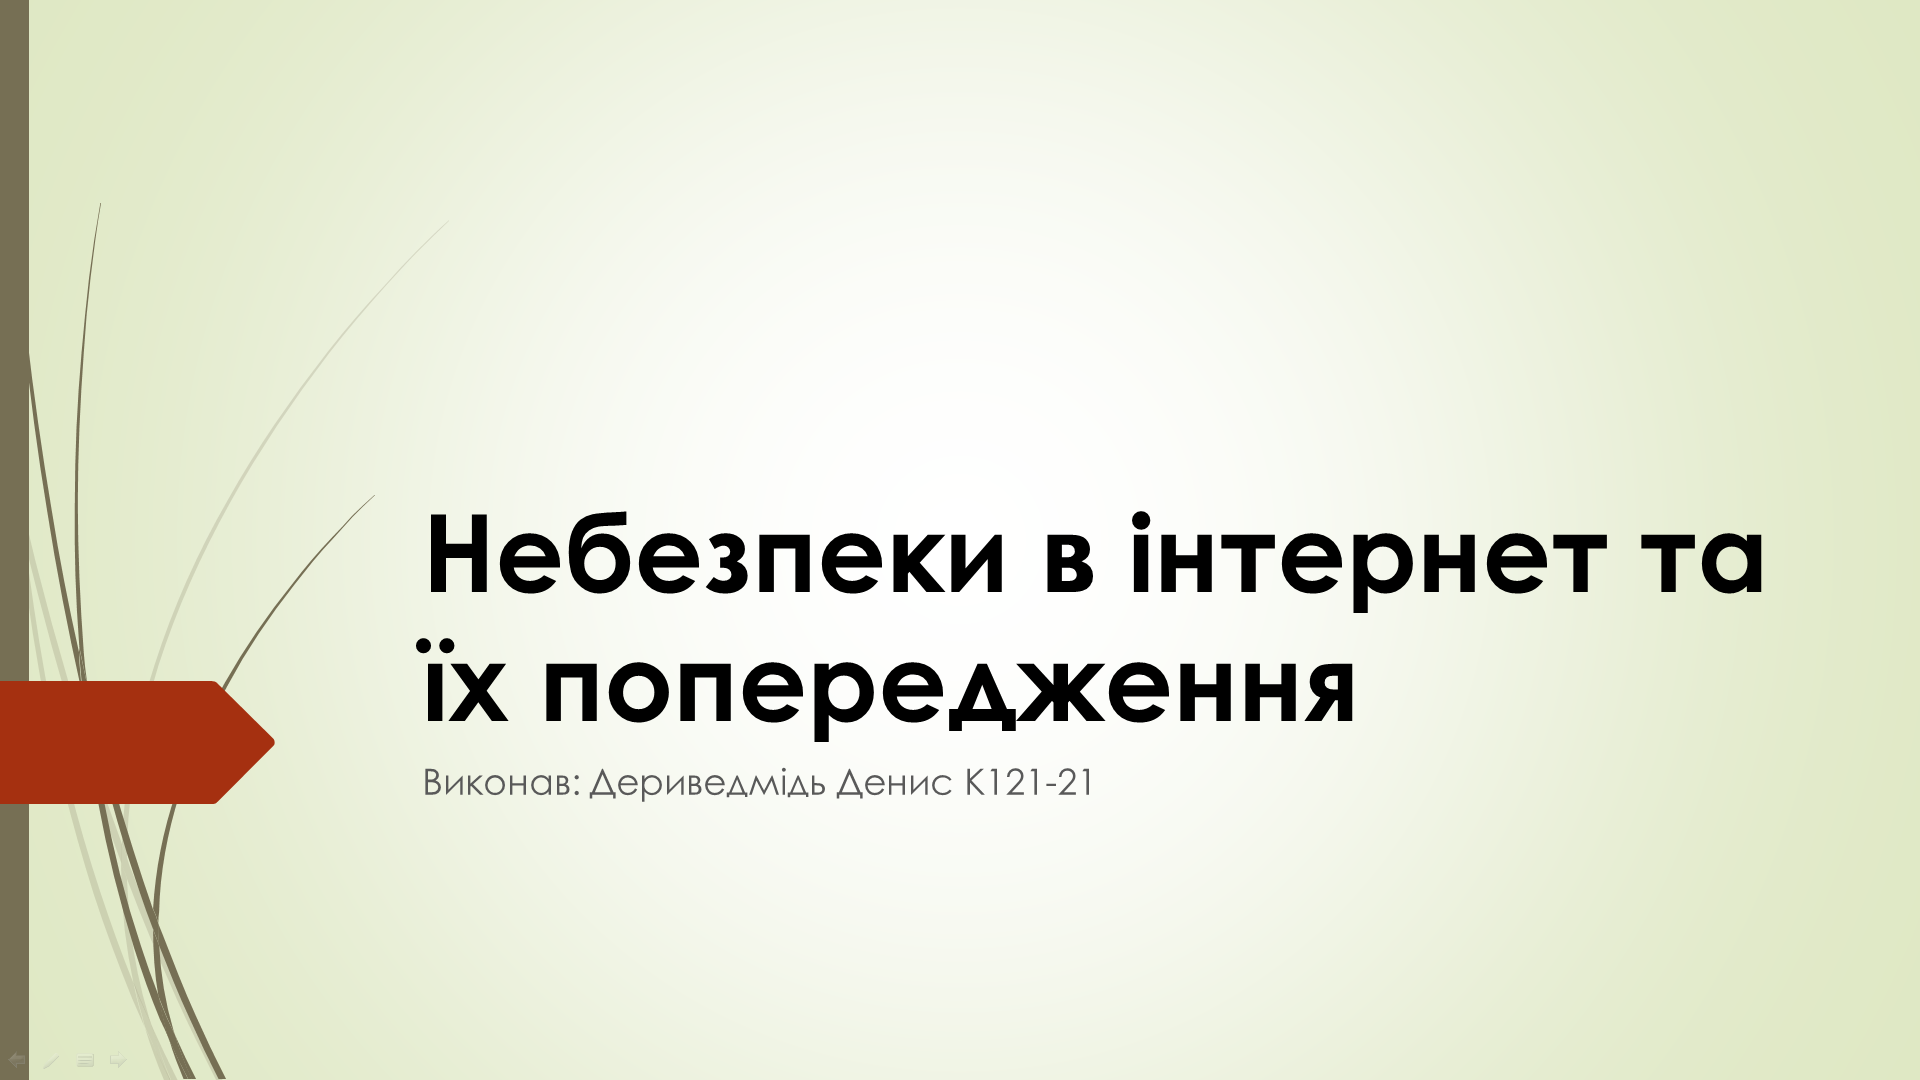 Небезпеки в інтернет та
їх попередження
Виконав: Дериведмідь Денис К121-21